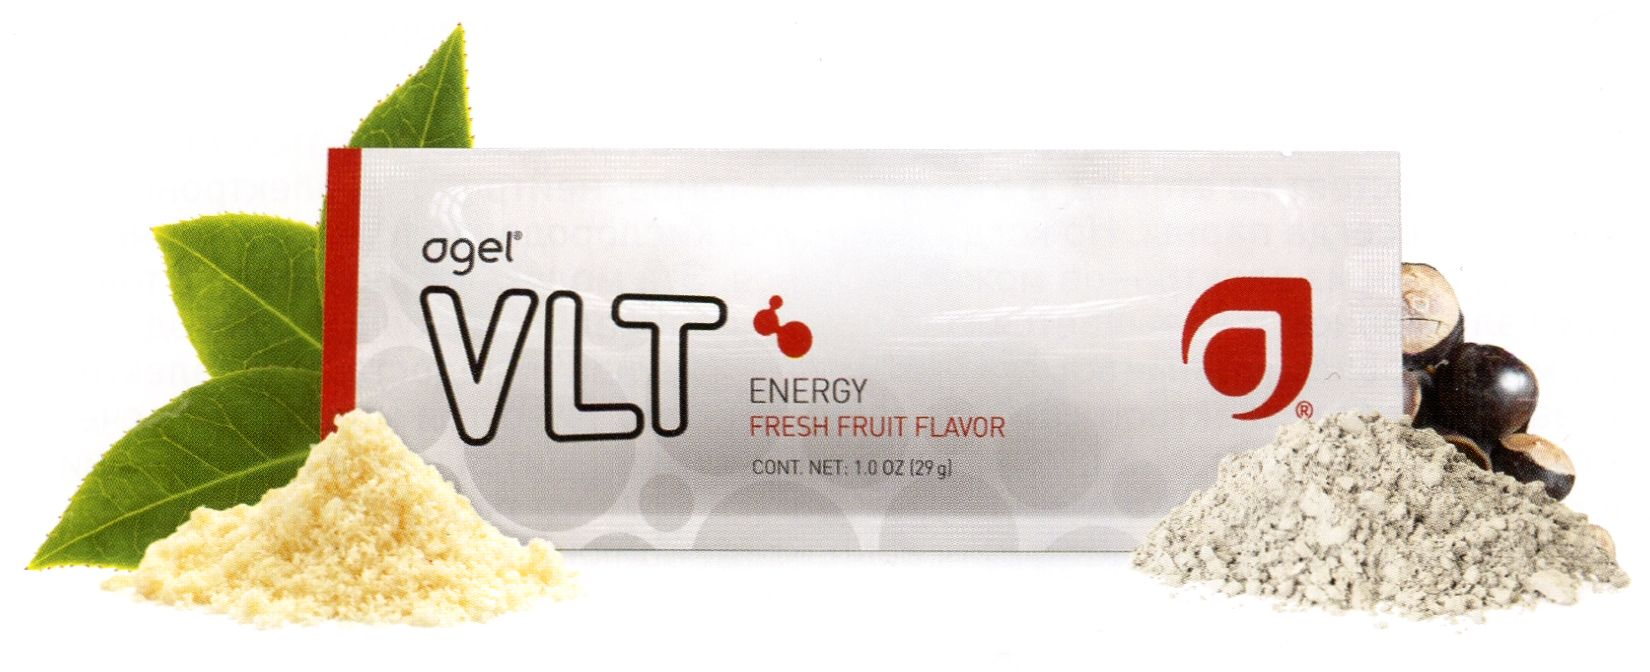 agel®
VLT
ENERGY
FRESH FRUIT FLAVOR
CONT. NET: 1.0 OZ (29 g)
®